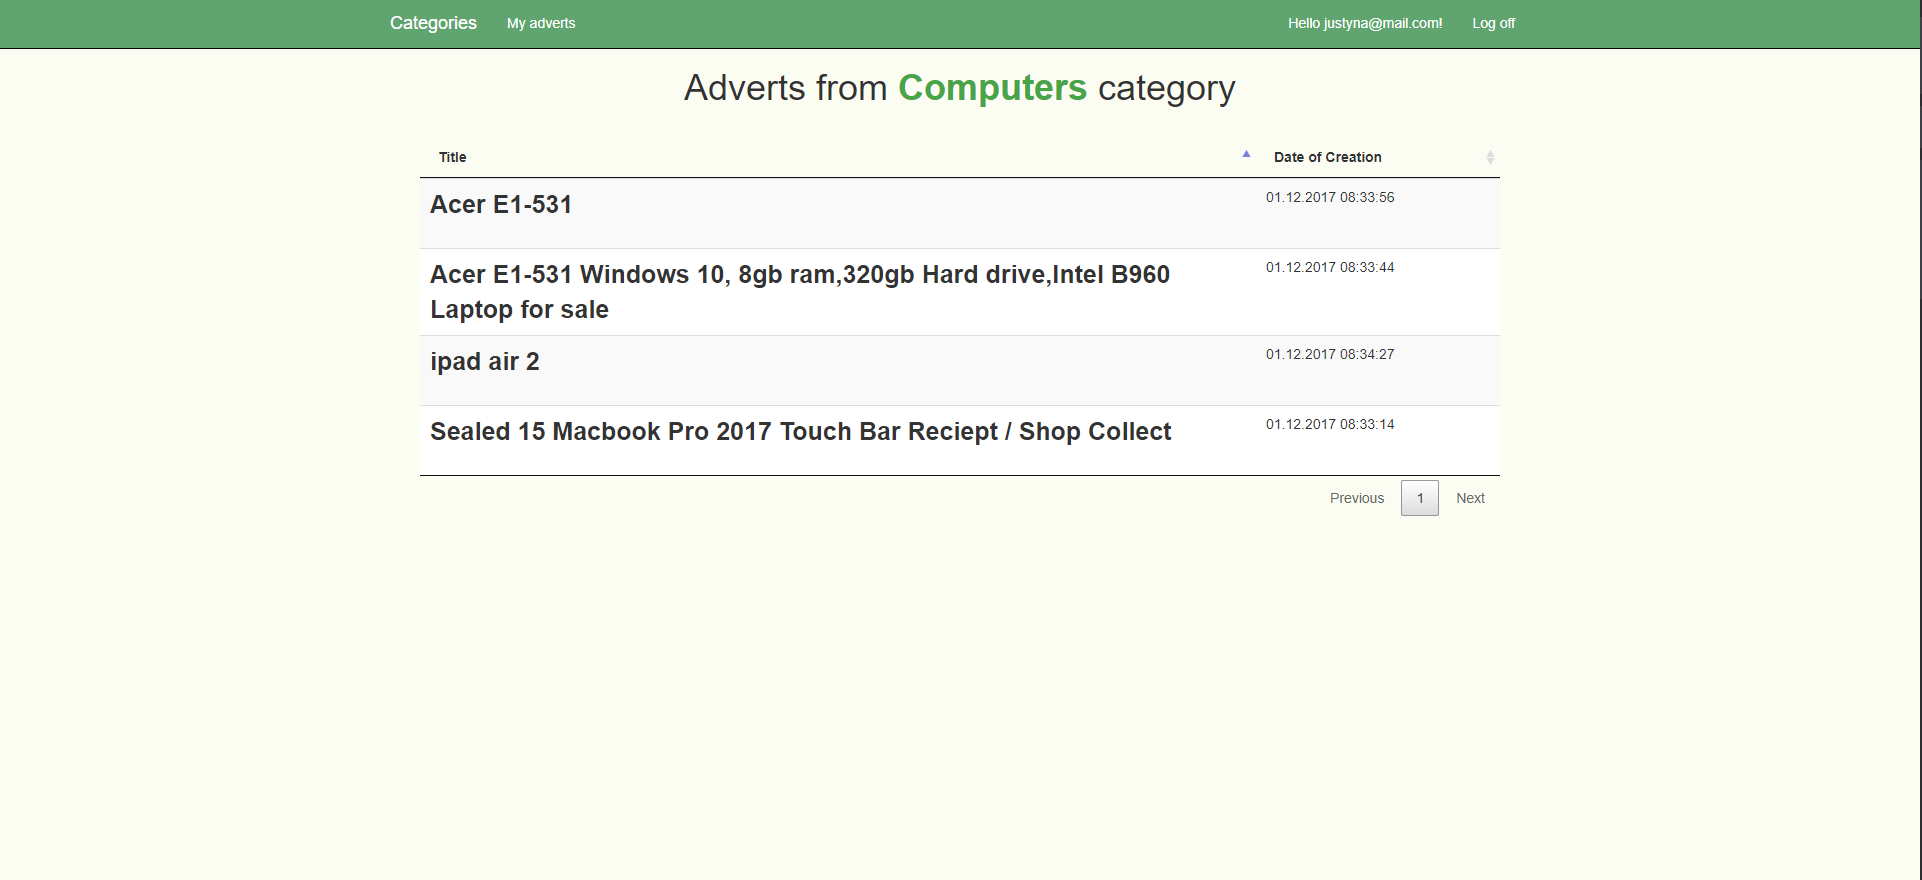 Categories My adverts Hello justyna@mail.com! Log off
Adverts from Computers category
Title Date of Creation
Acer E1-531 01.12.2017 08:33:56
Acer E1-531 Windows 10, 8gb ram,320gb Hard drive,Intel B960 01.12.2017 08:33:44
Laptop for sale
ipad air 2 01.12.2017 08:34:27
Sealed 15 Macbook Pro 2017 Touch Bar Reciept / Shop Collect 01.12.2017 08:33:14
Previous 1 Next